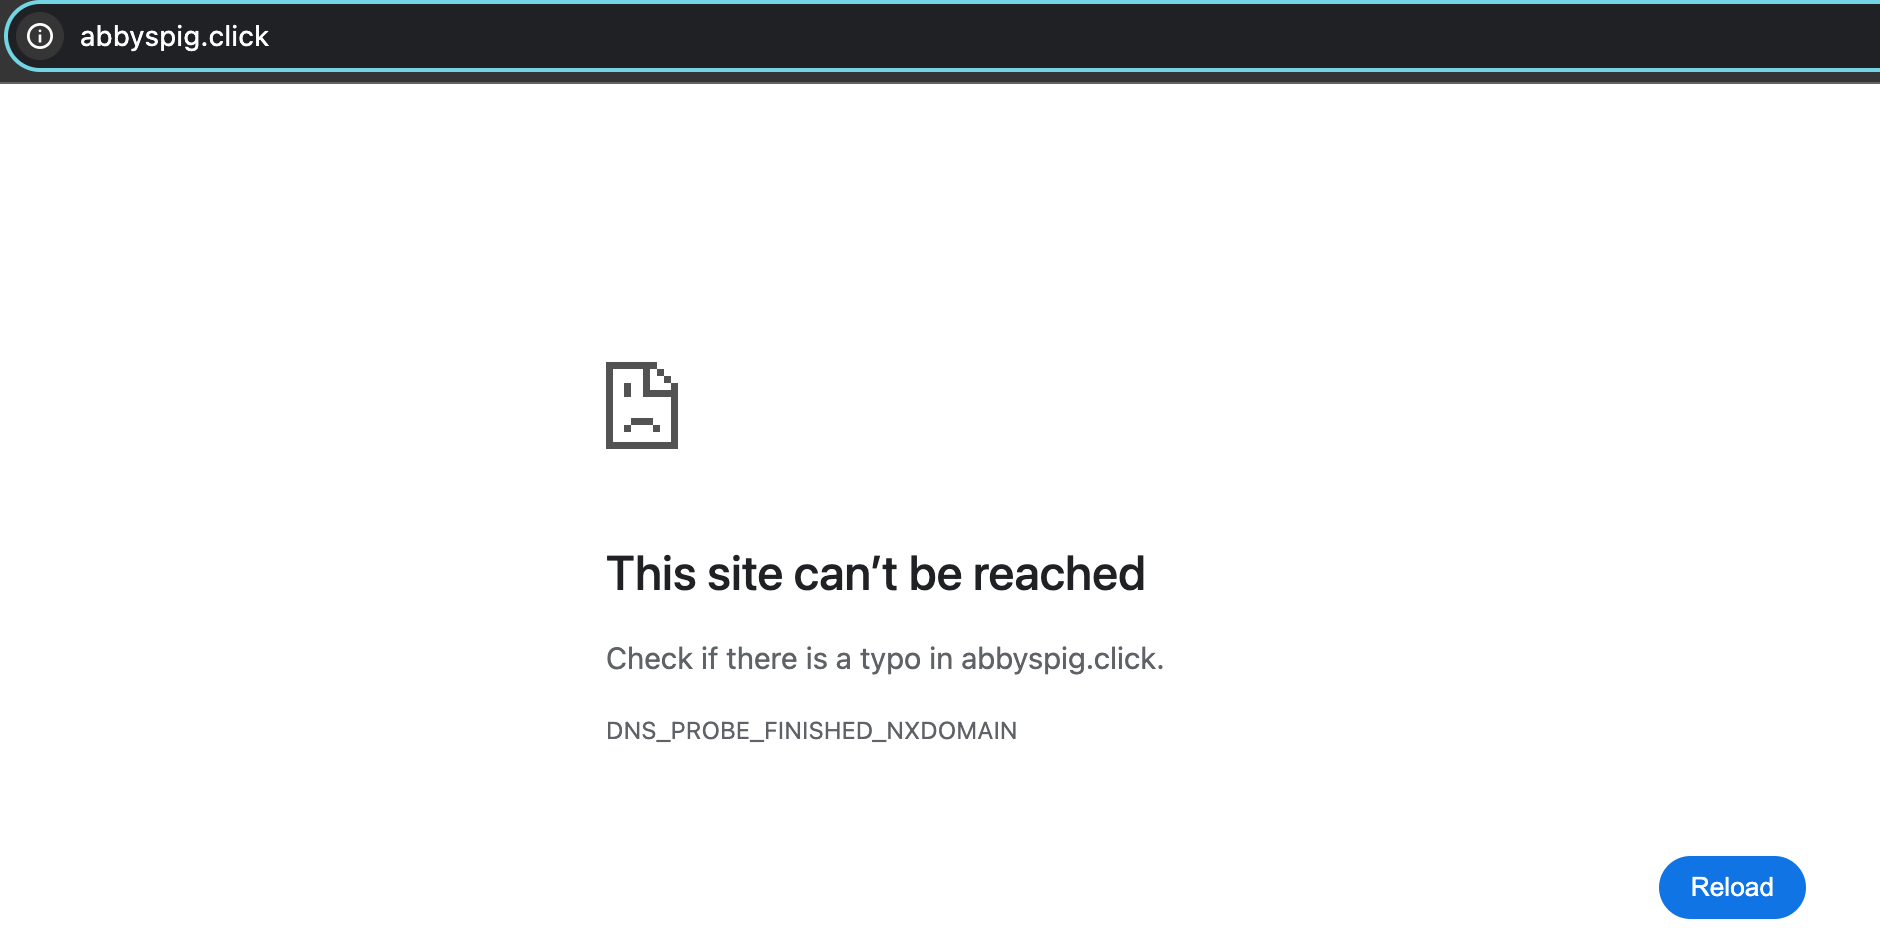 abbyspig.click
This site can’t be reached
Check if there is a typo in abbyspig.click.
DNS_PROBE_FINISHED_NXDOMAIN
Reload